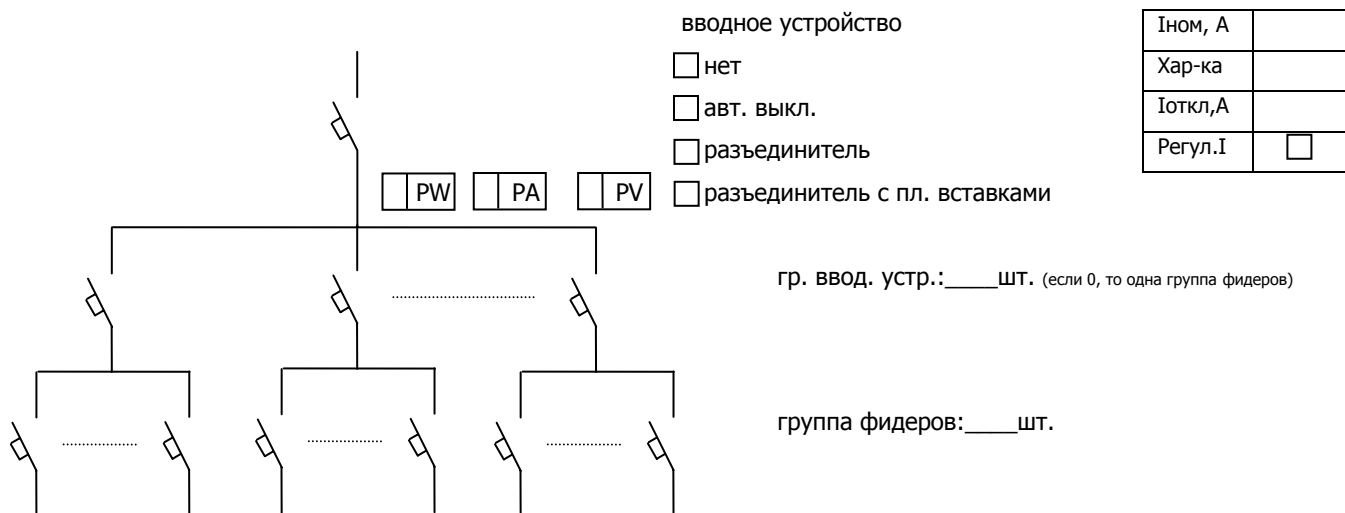 вводное устройство
нет
авт. выкл.
разъединитель
разъединитель с пл. вставками
Iном, А
Хар-ка
Iоткл,А
Регул.I
PW
PA
PV
гр. ввод. устр.:____шт. (если 0, то одна группа фидеров)
группа фидеров:____шт.